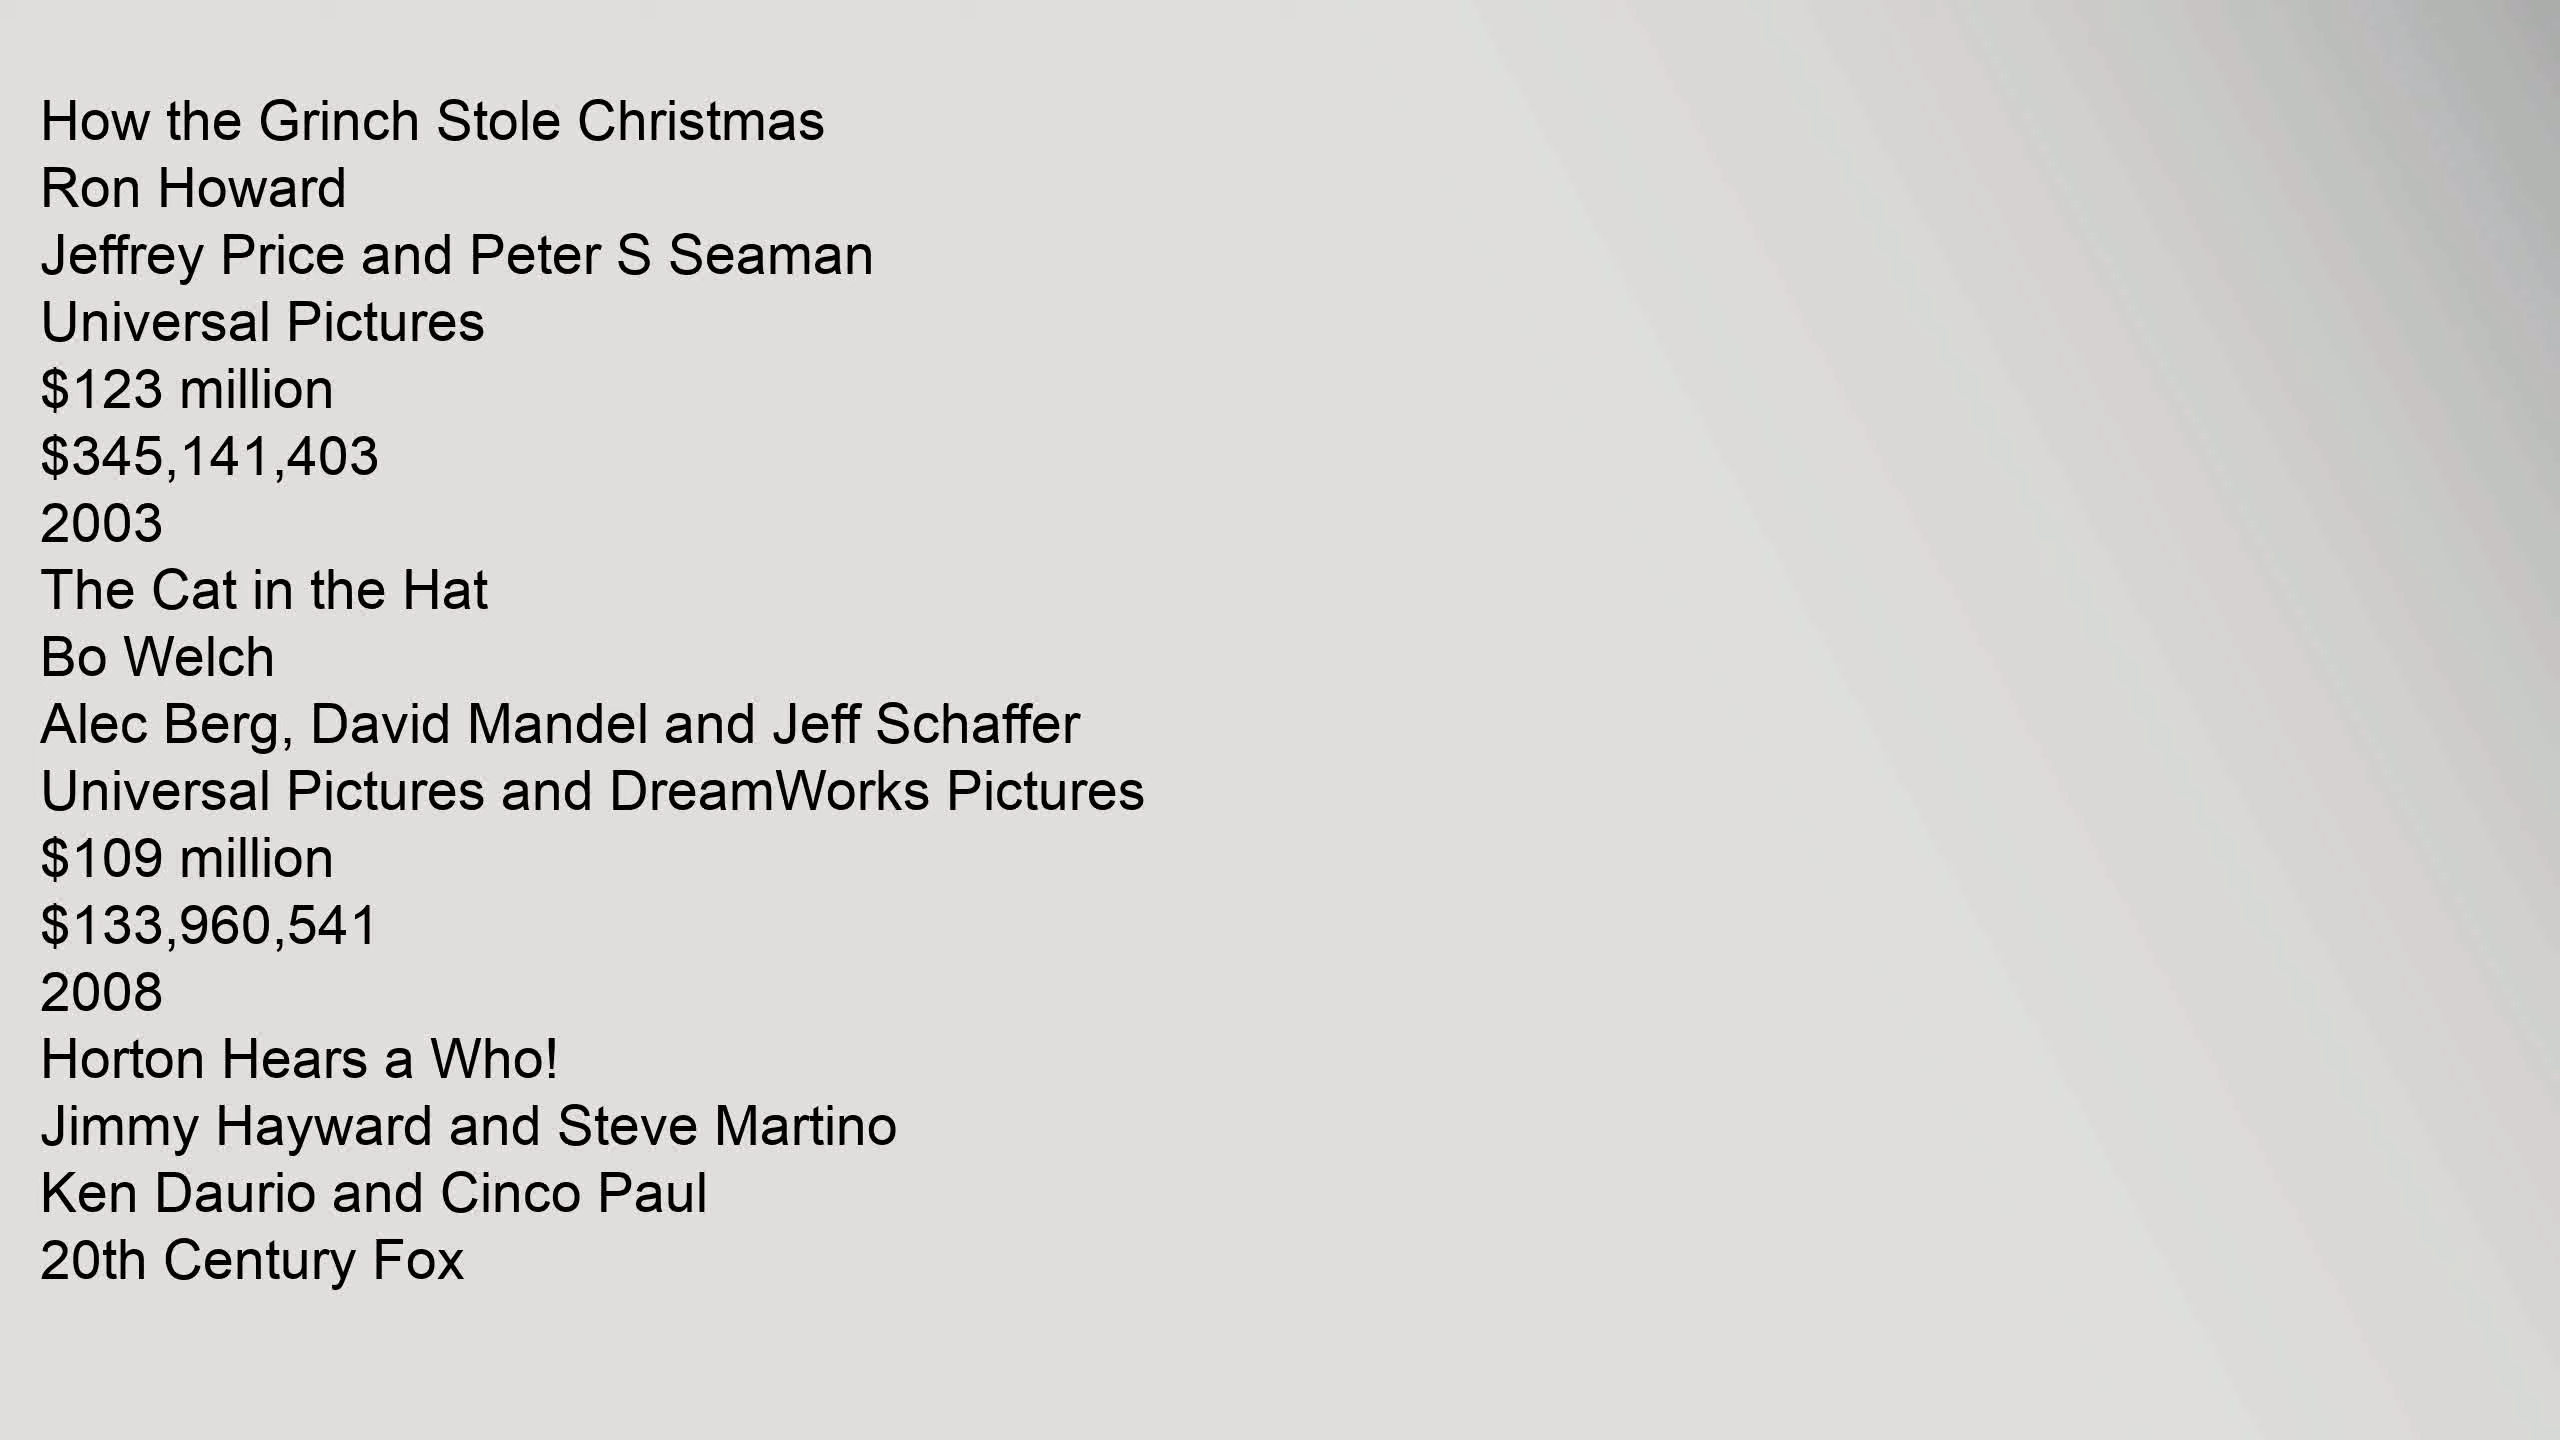 How the Grinch Stole Christmas
Ron Howard
Jeffrey Price and Peter S Seaman
Universal Pictures
$123 million
$345,141,403
2003
The Cat in the Hat
Bo Welch
Alec Berg, David Mandel and Jeff Schaffer
Universal Pictures and DreamWorks Pictures
$109 million
$133,960,541
2008
Horton Hears a Who!
Jimmy Hayward and Steve Martino
Ken Daurio and Cinco Paul
20th Century Fox